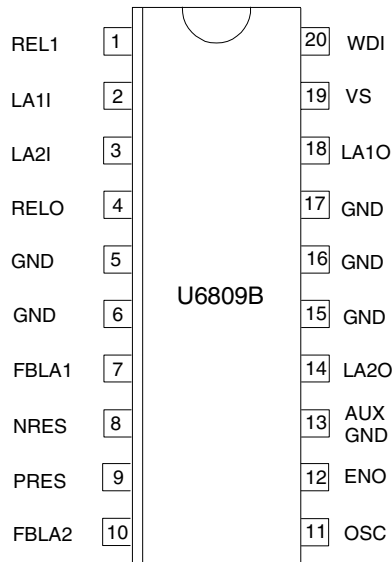 REL1 1 20 WDI
LA1I 2 19 VS
LA2I 3 18 LA1O
RELO 4 17 GND
GND 5 16 GND
U6809B
GND 6 15 GND
FBLA1 7 14 LA2O
NRES 8 13 AUX
GND
PRES 9 12 ENO
FBLA2 10 11 OSC